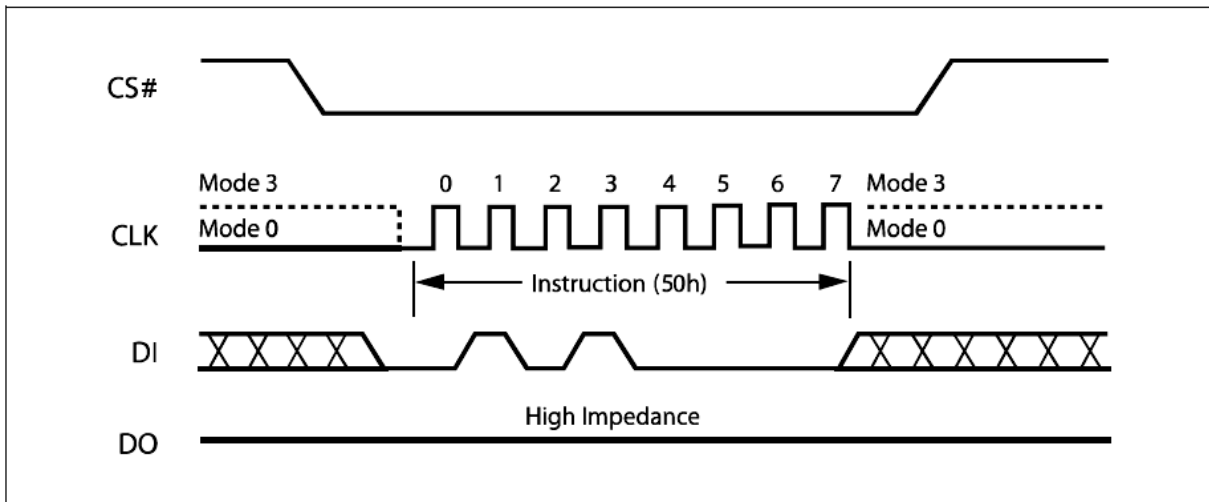 CS#
Mode 3 0 1 2 3 4 5 6 7 Mode 3
CLK Mode 0 Mode 0
Instruction (50h)
DI
High Impedance
DO